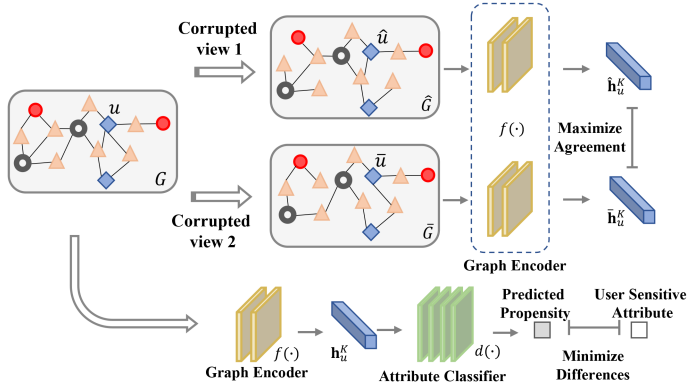 Corrupted
view 1
û
Ĝ
ĥ_u^K
u
G
f(·)
Maximize
Agreement
ū
Ḡ
Corrupted
view 2
h̄_u^K
Graph Encoder
Predicted
Propensity
User Sensitive
Attribute
f(·)
h_u^K
d(·)
Graph Encoder
Attribute Classifier
Minimize
Differences